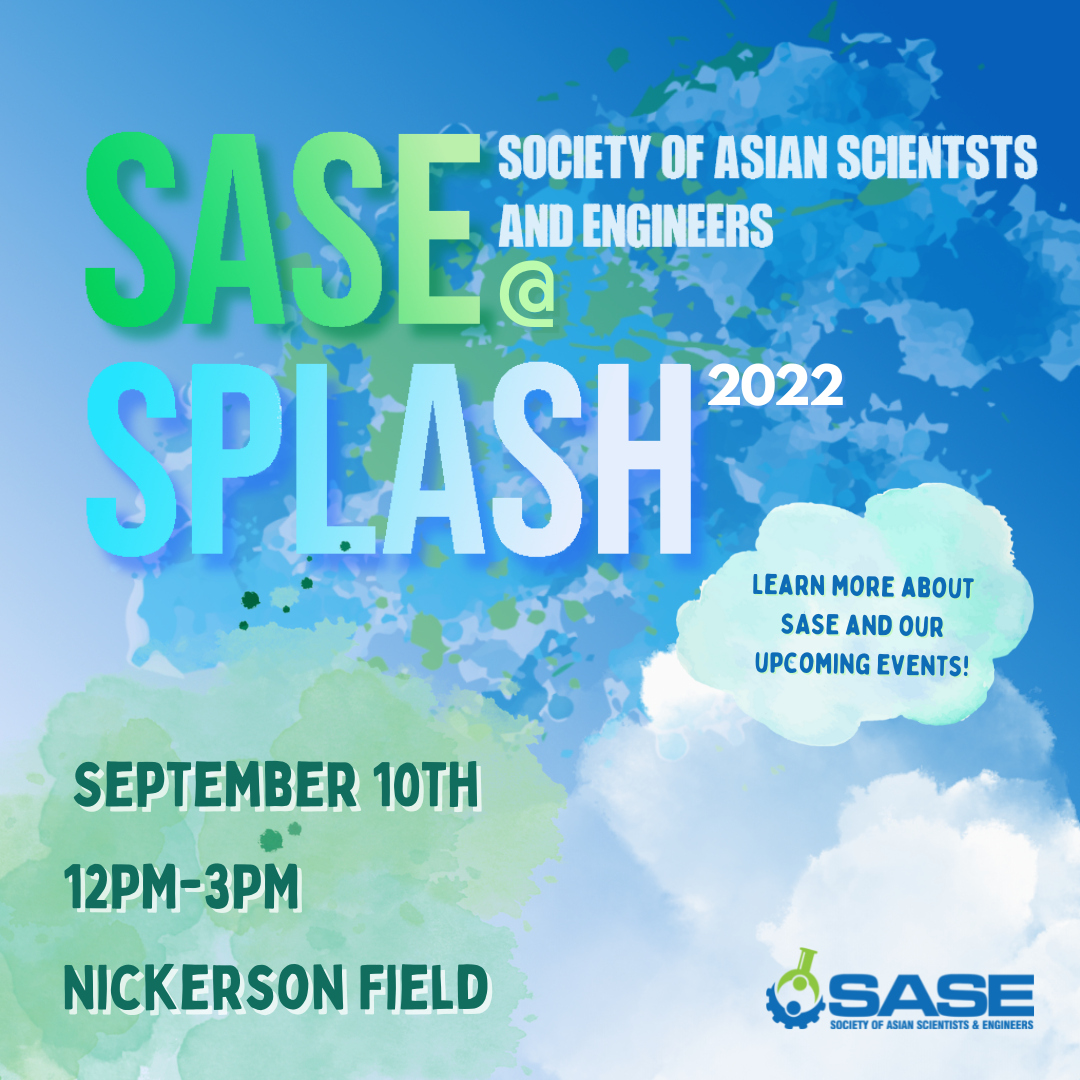 SASE
SOCIETY OF ASIAN SCIENTSTS
AND ENGINEERS
@
SPLASH
2022
LEARN MORE ABOUT
SASE AND OUR
UPCOMING EVENTS!
SEPTEMBER 10TH
12PM-3PM
NICKERSON FIELD
SASE
SOCIETY OF ASIAN SCIENTISTS & ENGINEERS